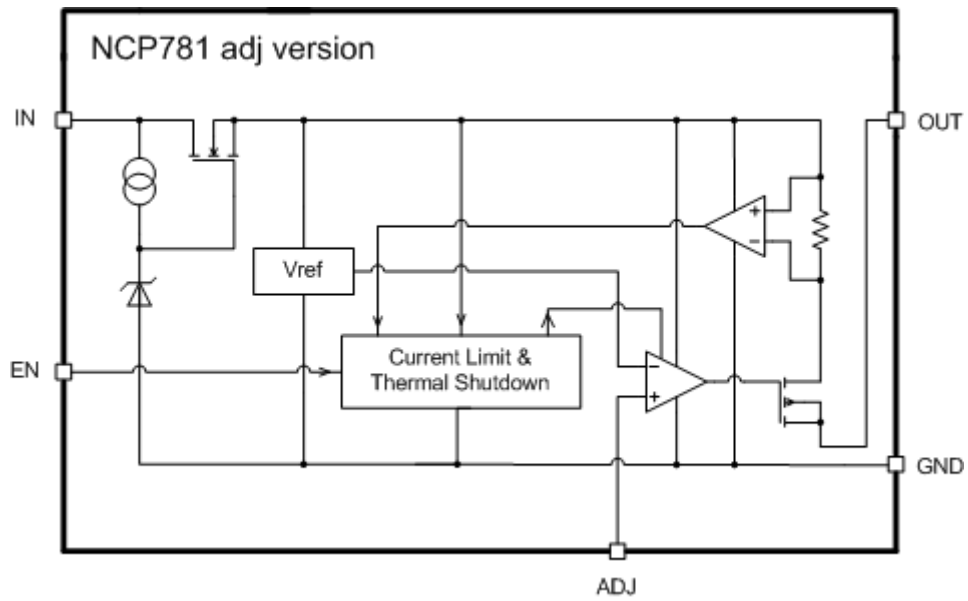 NCP781 adj version
IN
OUT
+
−
Vref
Current Limit &
Thermal Shutdown
−
+
EN
GND
ADJ